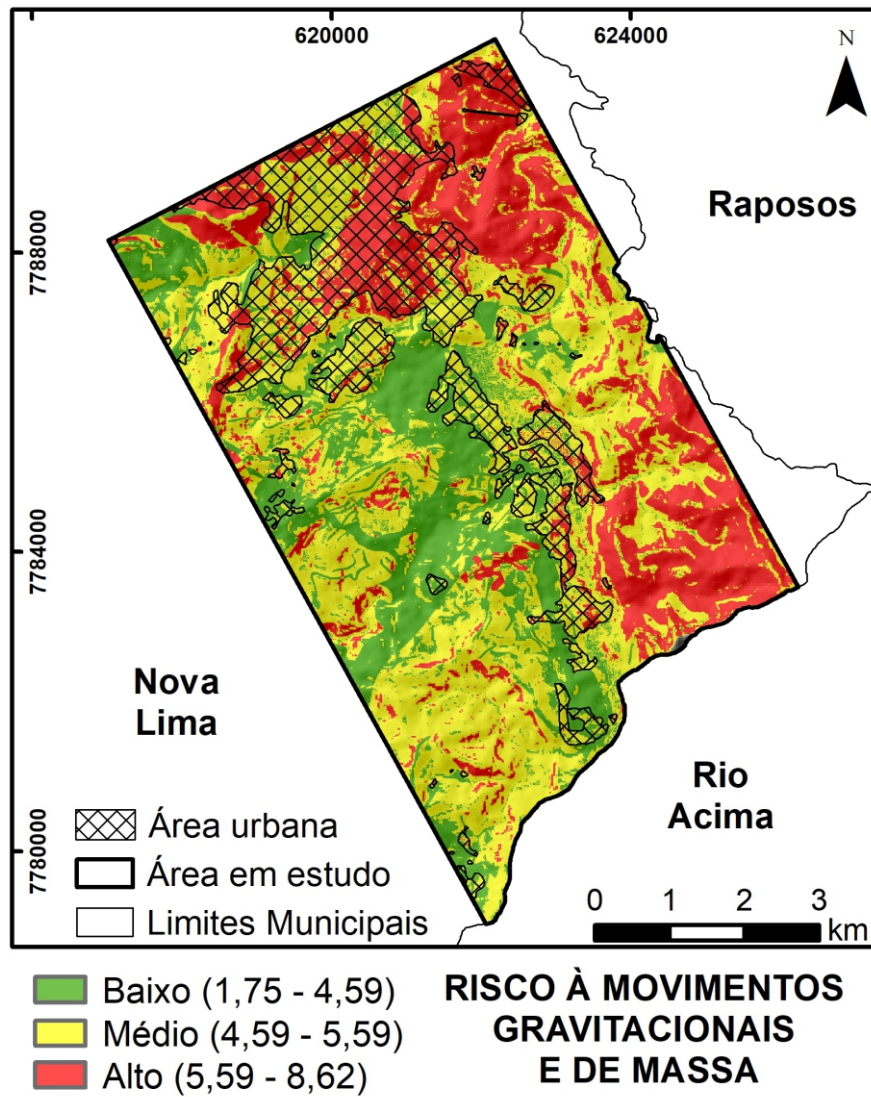 620000
624000
N
Raposos
7788000
7784000
7780000
Nova
Lima
Rio
Acima
Área urbana
Área em estudo
Limites Municipais
0 1 2 3
km
Baixo (1,75 - 4,59)
Médio (4,59 - 5,59)
Alto (5,59 - 8,62)
RISCO À MOVIMENTOS
GRAVITACIONAIS
E DE MASSA